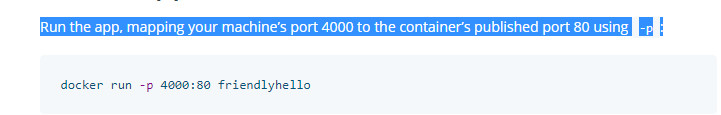 Run the app, mapping your machine’s port 4000 to the container’s published port 80 using -p :
docker run -p 4000:80 friendlyhello